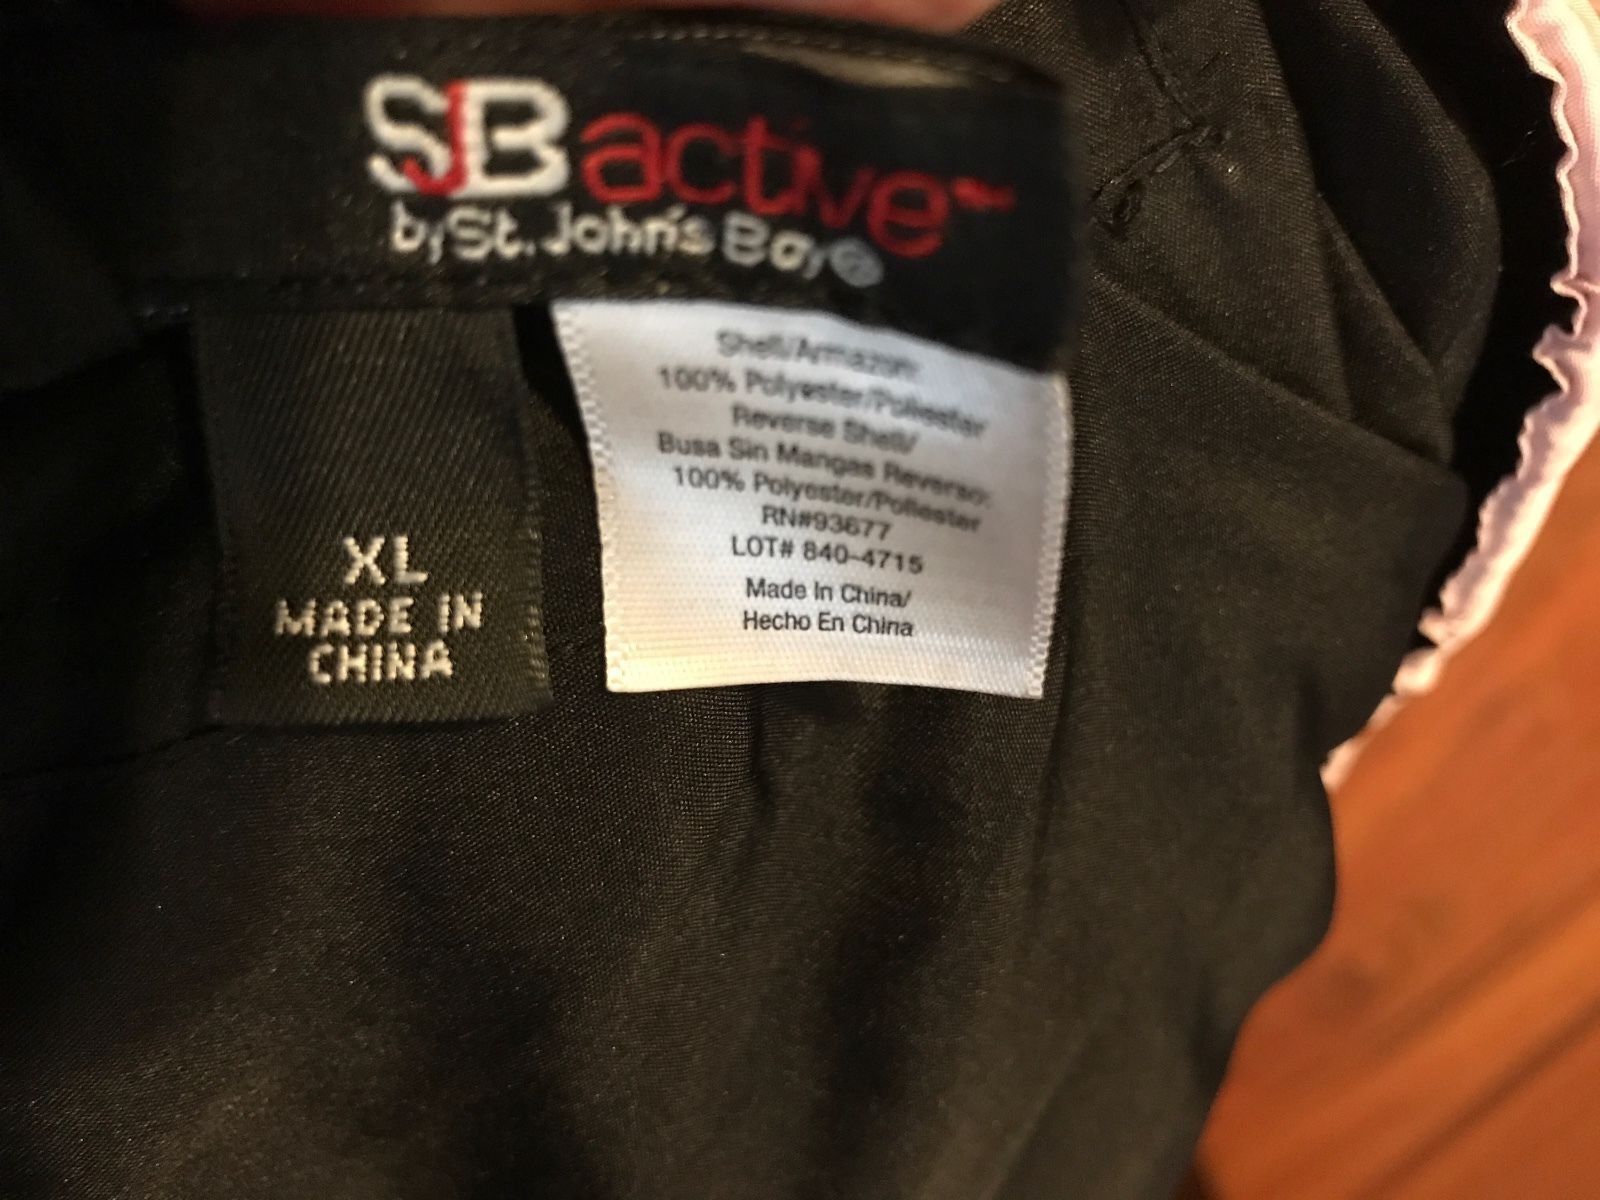 SJB active™
by St. John's Bay®
XL
MADE IN
CHINA
Shell/Armazon:
100% Polyester/Poliester
Reverse Shell/
Busa Sin Mangas Reverso:
100% Polyester/Poliester
RN#93677
LOT# 840-4715
Made In China/
Hecho En China